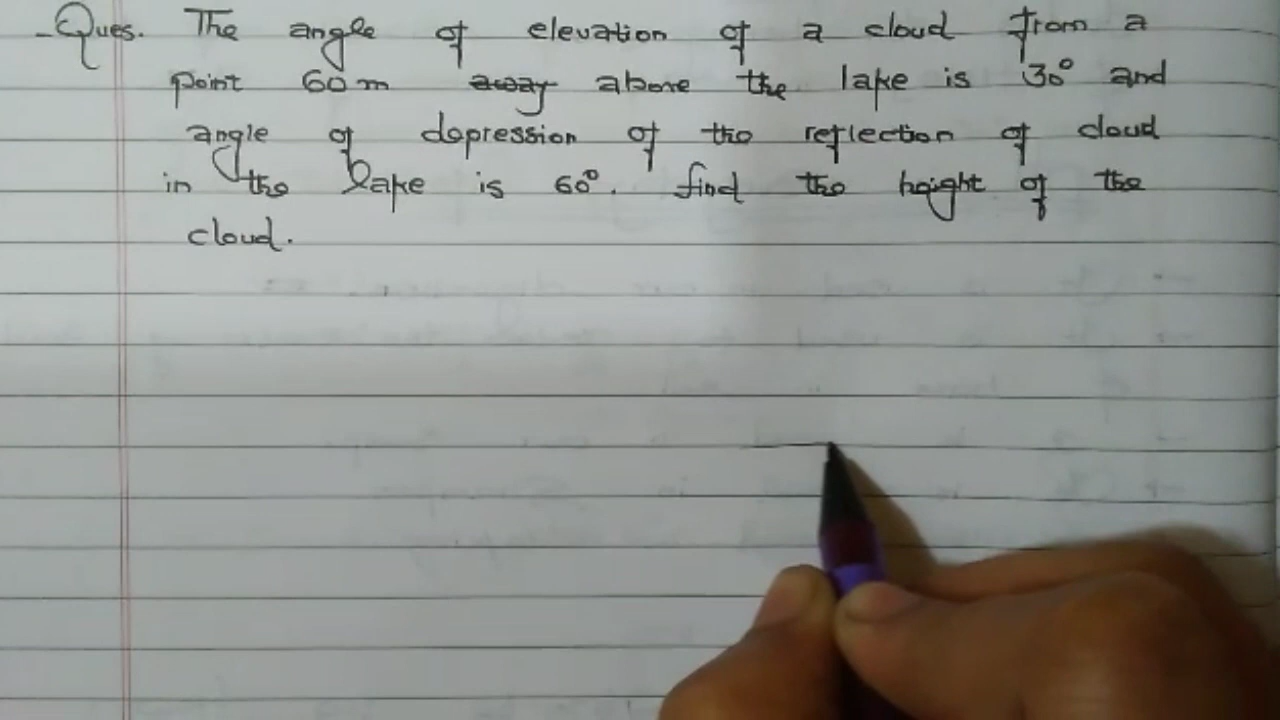 Ques. The angle of elevation of a cloud from a
point 60m away above the lake is 30° and
angle of depression of the reflection of cloud
in the lake is 60°. find the height of the
cloud.